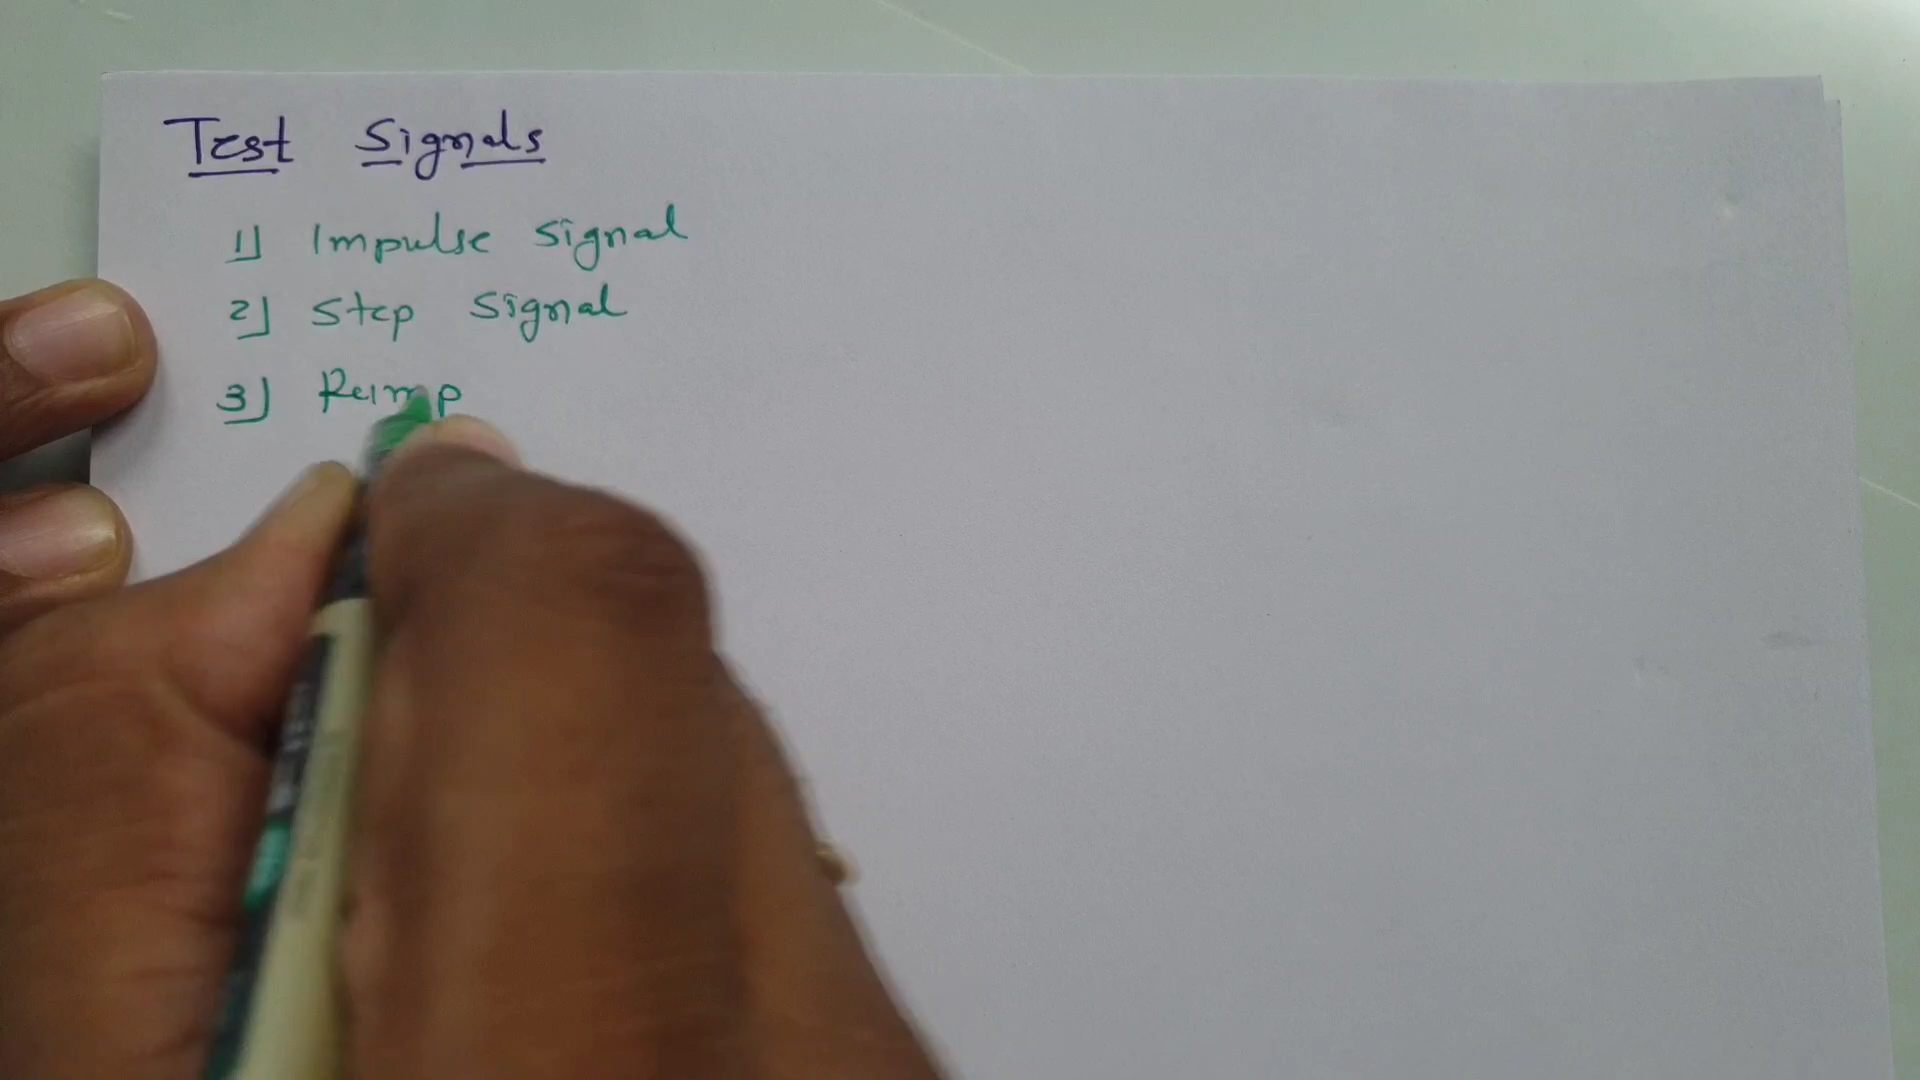 Test Signals
1) Impulse Signal
2) Step Signal
3) Ramp